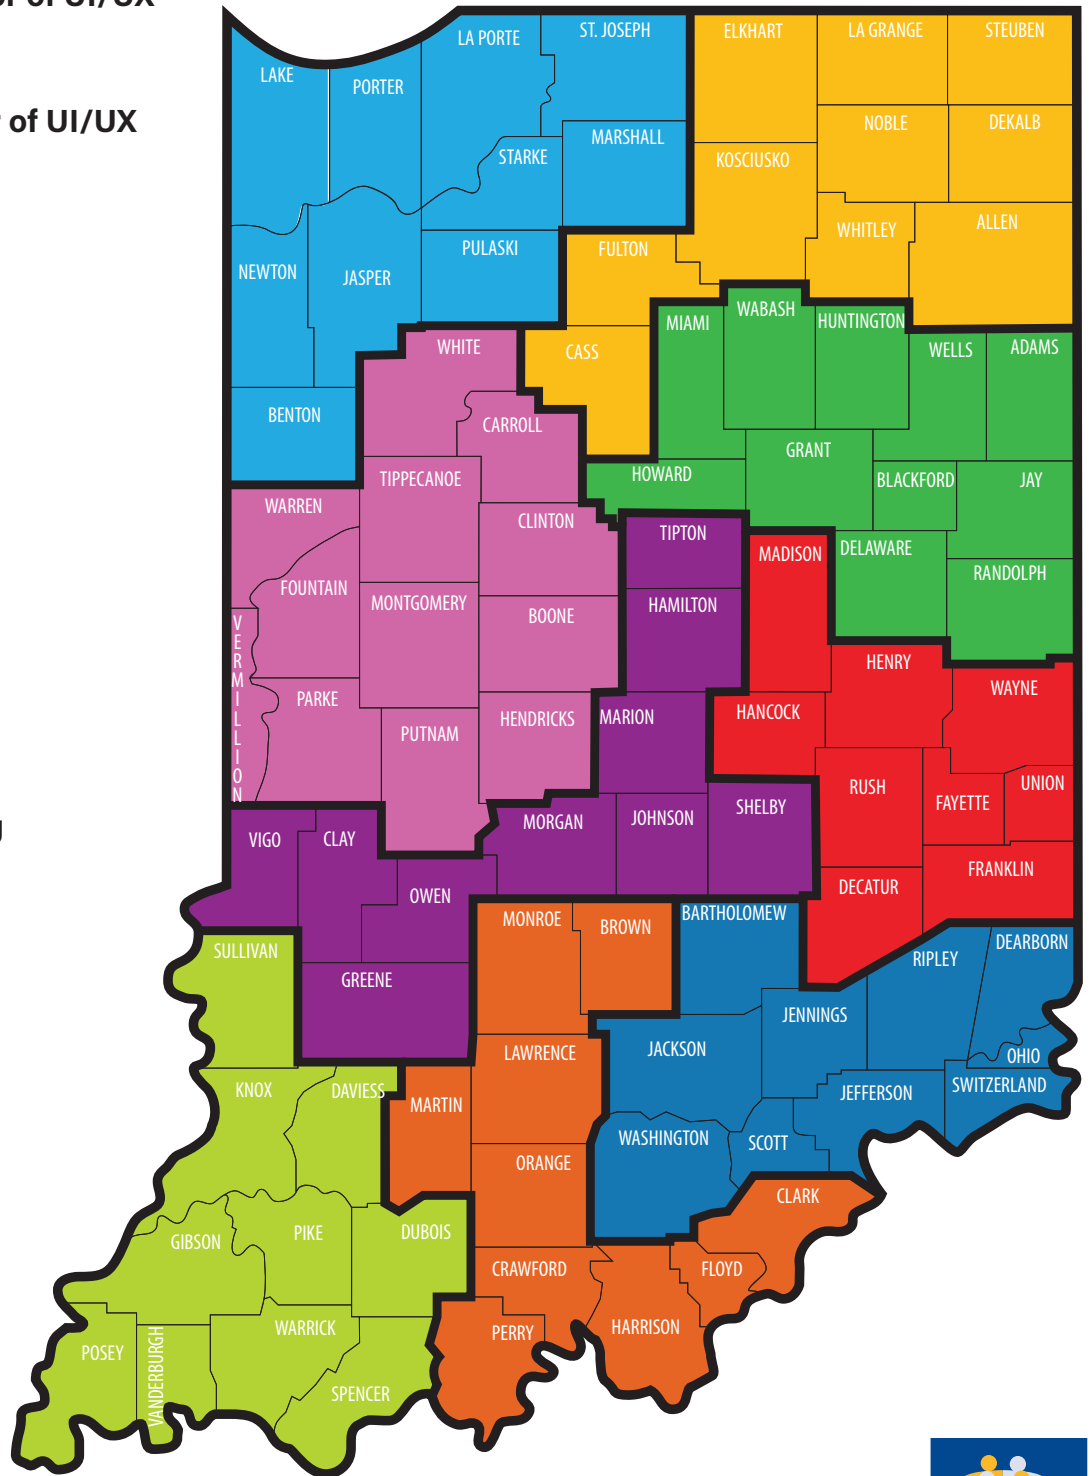 of UI/UX
LAKE
PORTER
LA PORTE
ST. JOSEPH
ELKHART
LA GRANGE
STEUBEN
NOBLE
DEKALB
MARSHALL
STARKE
KOSCIUSKO
WHITLEY
ALLEN
NEWTON
JASPER
PULASKI
FULTON
MIAMI
WABASH
HUNTINGTON
WELLS
ADAMS
WHITE
CASS
BENTON
CARROLL
GRANT
TIPPECANOE
HOWARD
BLACKFORD
JAY
WARREN
CLINTON
TIPTON
MADISON
DELAWARE
RANDOLPH
FOUNTAIN
MONTGOMERY
BOONE
HAMILTON
VERMILLION
HENRY
WAYNE
PARKE
PUTNAM
HENDRICKS
MARION
HANCOCK
RUSH
FAYETTE
UNION
VIGO
CLAY
MORGAN
JOHNSON
SHELBY
OWEN
DECATUR
FRANKLIN
MONROE
BROWN
BARTHOLOMEW
SULLIVAN
GREENE
RIPLEY
DEARBORN
JENNINGS
LAWRENCE
JACKSON
OHIO
KNOX
DAVIESS
MARTIN
JEFFERSON
SWITZERLAND
WASHINGTON
SCOTT
ORANGE
CLARK
GIBSON
PIKE
DUBOIS
CRAWFORD
FLOYD
WARRICK
PERRY
HARRISON
POSEY
VANDERBURGH
SPENCER